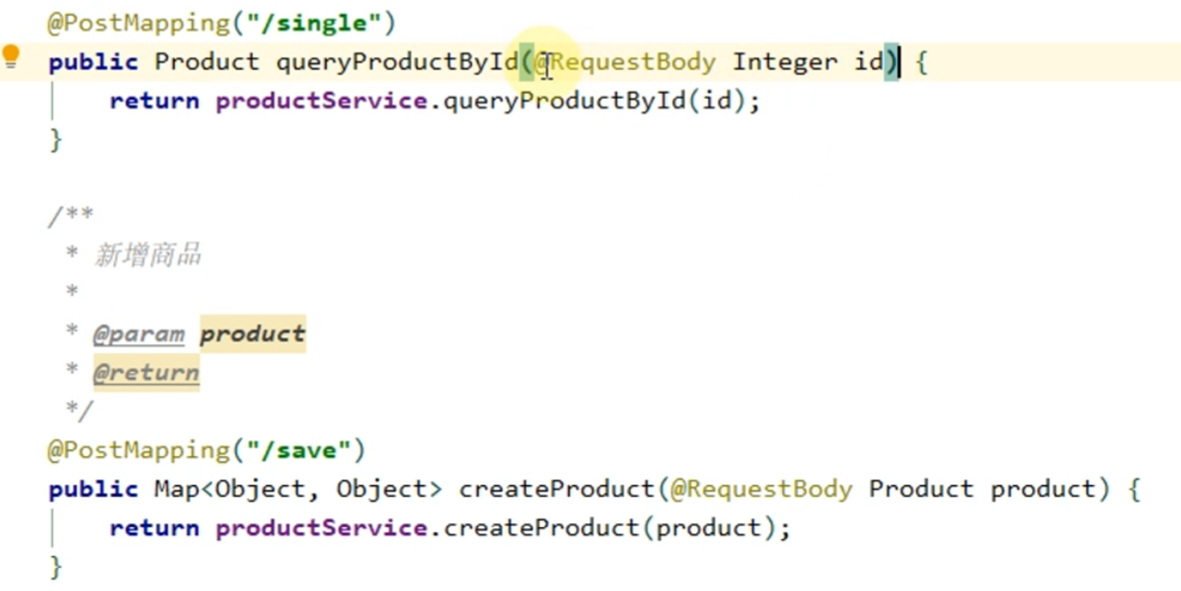 @PostMapping("/single")
public Product queryProductById(@RequestBody Integer id) {
return productService.queryProductById(id);
}
/**
* 新增商品
*
* @param product
* @return
*/
@PostMapping("/save")
public Map<Object, Object> createProduct(@RequestBody Product product) {
return productService.createProduct(product);
}